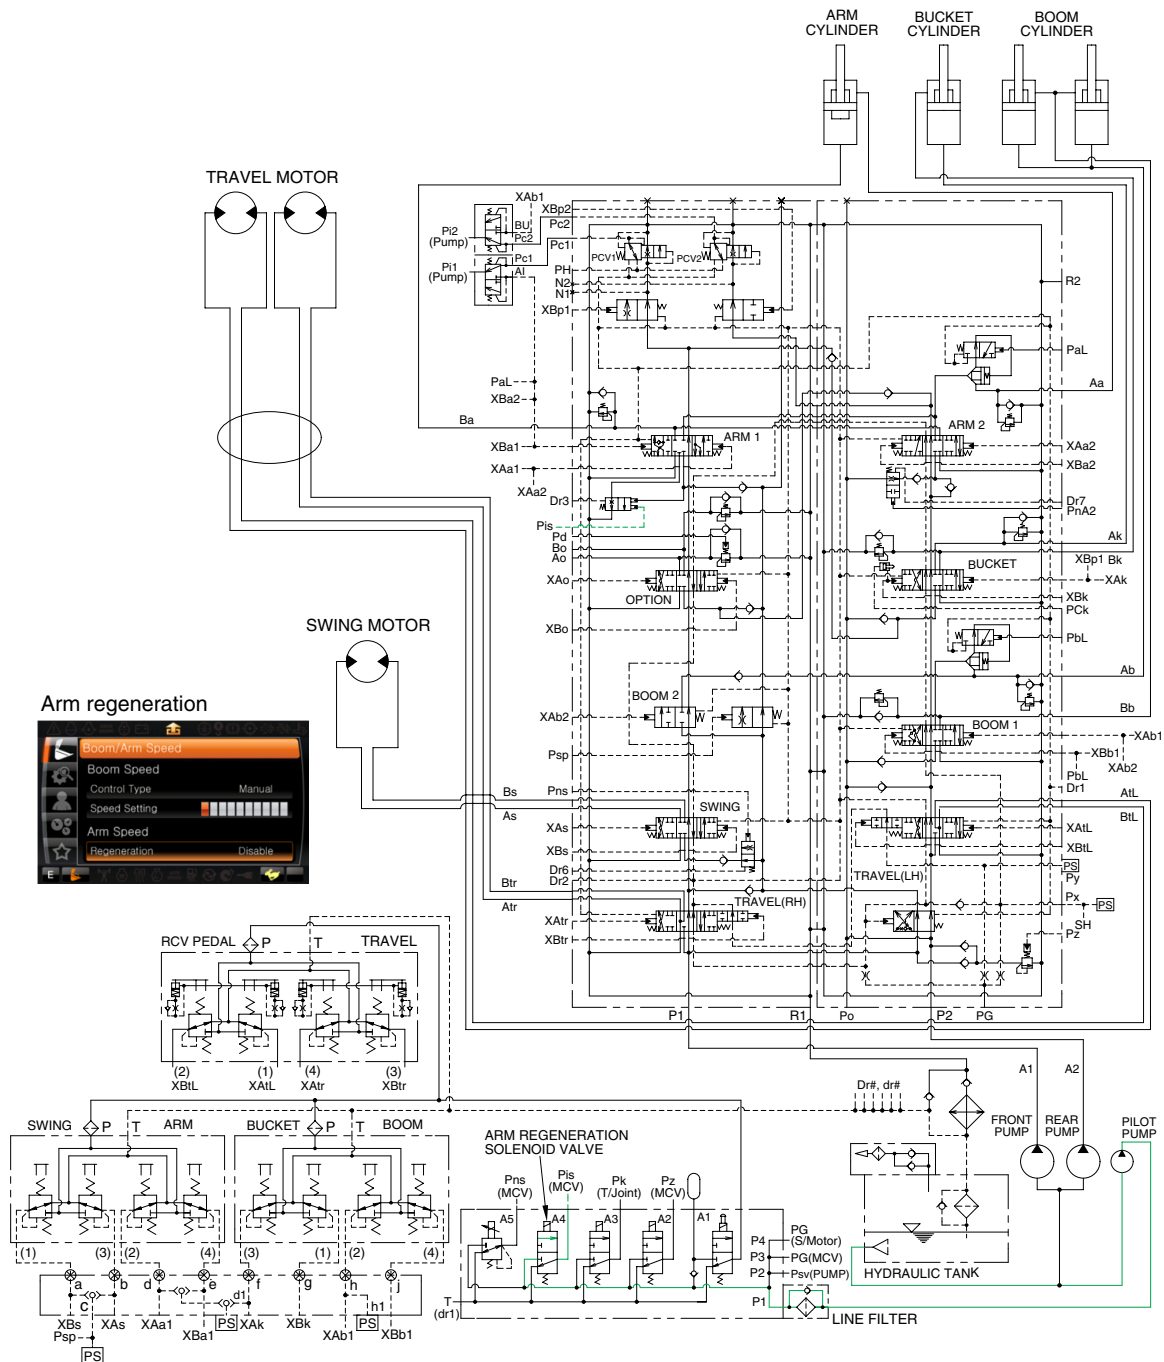 ARM
CYLINDER
BUCKET
CYLINDER
BOOM
CYLINDER
TRAVEL MOTOR
XAb1
BU
Pc2
Pi2
(Pump)
Pc1
AI
Pi1
(Pump)
XBp2
Pc2
Pc1
PCV1
PCV2
PH
N2
N1
XBp1
R2
PaL
PaL
XBa2
Aa
Ba
ARM 1
ARM 2
XBa1
XAa1
XAa2
XAa2
XBa2
Dr3
Dr7
PnA2
Pis
Pd
Bo
Ao
Ak
XBp1
Bk
BUCKET
XAo
XAk
OPTION
XBk
PCk
XBo
SWING MOTOR
PbL
Ab
Arm regeneration
BOOM 2
Bb
XAb2
BOOM 1
XAb1
XBb1
XAb2
Psp
PbL
Dr1
Boom/Arm Speed
Boom Speed
Control Type
Manual
Speed Setting
Arm Speed
Regeneration
Disable
E
Pns
Bs
As
SWING
AtL
BtL
XAs
XAtL
XBs
XBtL
Dr6
Dr2
TRAVEL(LH)
PS
Py
Btr
Atr
TRAVEL(RH)
Px
PS
XAtr
SH
XBtr
Pz
RCV PEDAL
P
T
TRAVEL
P1
R1
Po
P2
PG
(2)
(1)
(4)
(3)
XBtL
XAtL
XAtr
XBtr
A1
A2
Dr#, dr#
SWING
P
T
ARM
BUCKET
P
T
BOOM
FRONT
PUMP
REAR
PUMP
PILOT
PUMP
ARM REGENERATION
SOLENOID VALVE
Pns
(MCV)
Pis
(MCV)
Pk
(T/Joint)
Pz
(MCV)
A5
A4
A3
A2
A1
PG
(S/Motor)
P4
P3
PG(MCV)
P2
Psv(PUMP)
P1
T
(dr1)
HYDRAULIC TANK
LINE FILTER
(1)
(3)
(2)
(4)
(3)
(1)
(2)
(4)
a
b
d
e
f
g
h
j
c
d1
h1
XBs
XAs
XAa1
XBa1
PS
XAk
XBk
XAb1
PS
XBb1
Psp
PS